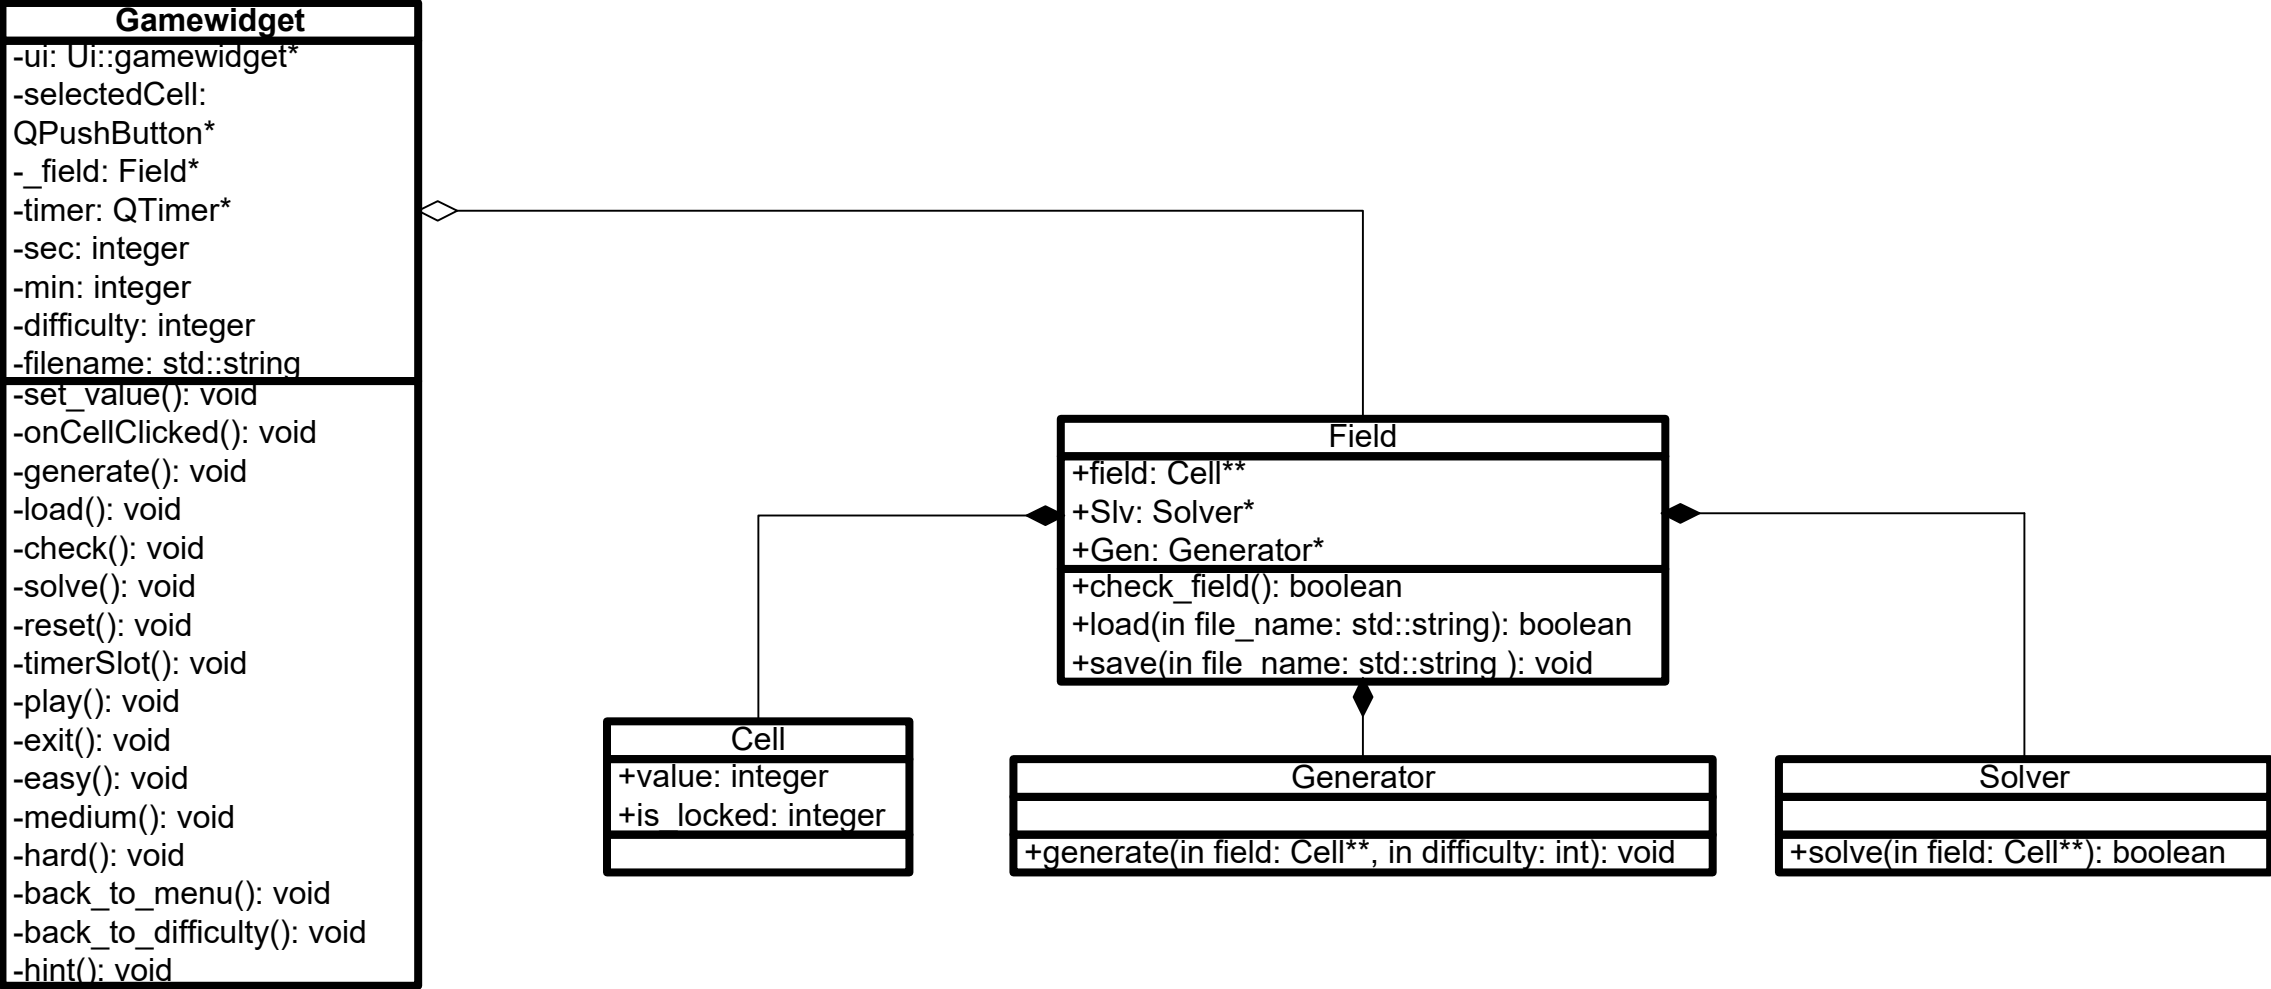 Gamewidget
-ui: Ui::gamewidget*
-selectedCell:
QPushButton*
-_field: Field*
-timer: QTimer*
-sec: integer
-min: integer
-difficulty: integer
-filename: std::string
-set_value(): void
-onCellClicked(): void
-generate(): void
-load(): void
-check(): void
-solve(): void
-reset(): void
-timerSlot(): void
-play(): void
-exit(): void
-easy(): void
-medium(): void
-hard(): void
-back_to_menu(): void
-back_to_difficulty(): void
-hint(): void
Field
+field: Cell**
+Slv: Solver*
+Gen: Generator*
+check_field(): boolean
+load(in file_name: std::string): boolean
+save(in file_name: std::string ): void
Cell
+value: integer
+is_locked: integer
Generator
+generate(in field: Cell**, in difficulty: int): void
Solver
+solve(in field: Cell**): boolean